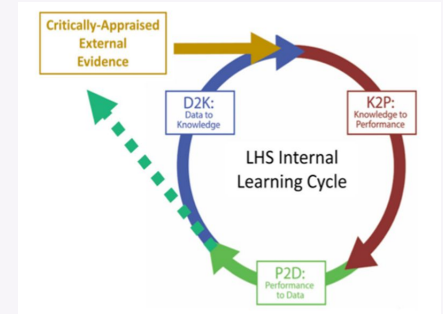 Critically-Appraised
External
Evidence
D2K:
Data to
Knowledge
K2P:
Knowledge to
Performance
LHS Internal
Learning Cycle
P2D:
Performance
to Data